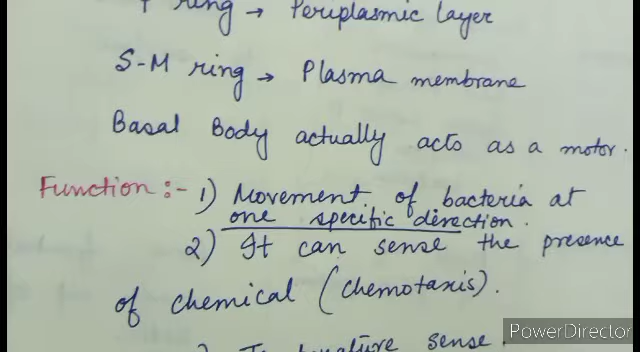 P ring → Periplasmic layer
S-M ring → Plasma membrane
Basal Body actually acts as a motor.
Function :- 1) Movement of bacteria at
one specific direction.
2) It can sense the presence
of chemical (chemotaxis).
sense.
PowerDirector